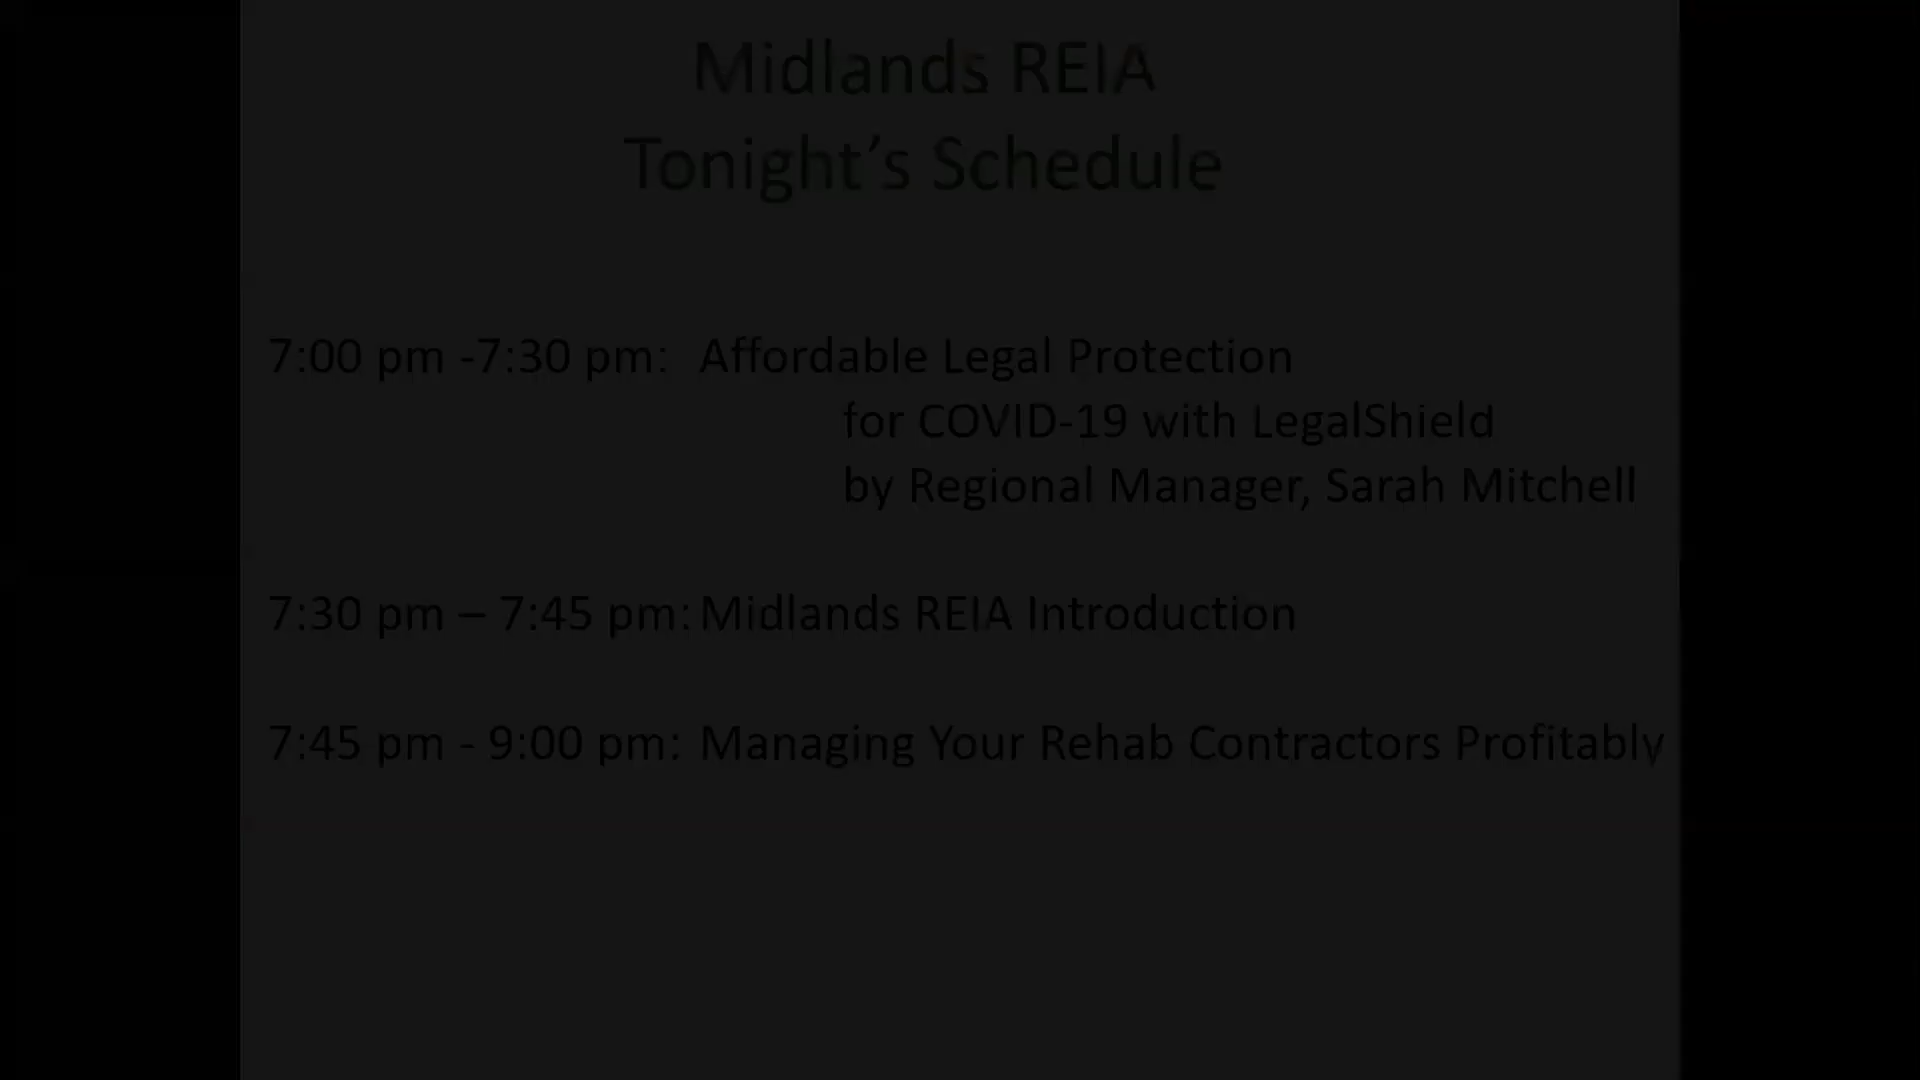 Midlands REIA
Tonight’s Schedule
7:00 pm -7:30 pm: Affordable Legal Protection
for COVID-19 with LegalShield
by Regional Manager, Sarah Mitchell
7:30 pm – 7:45 pm: Midlands REIA Introduction
7:45 pm - 9:00 pm: Managing Your Rehab Contractors Profitably